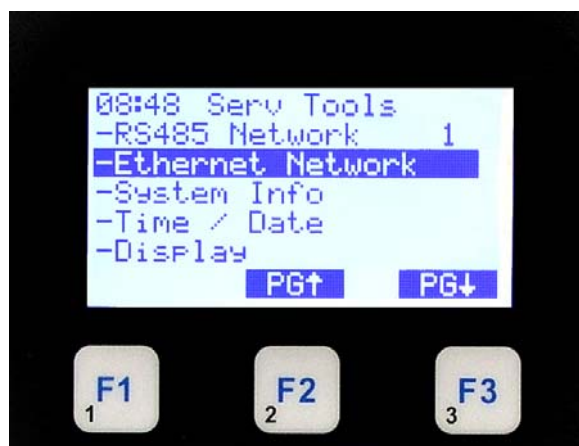 08:48 Serv Tools
-RS485 Network 1
-Ethernet Network
-System Info
-Time / Date
-Display
PG↑ PG↓
F1 F2 F3
1 2 3